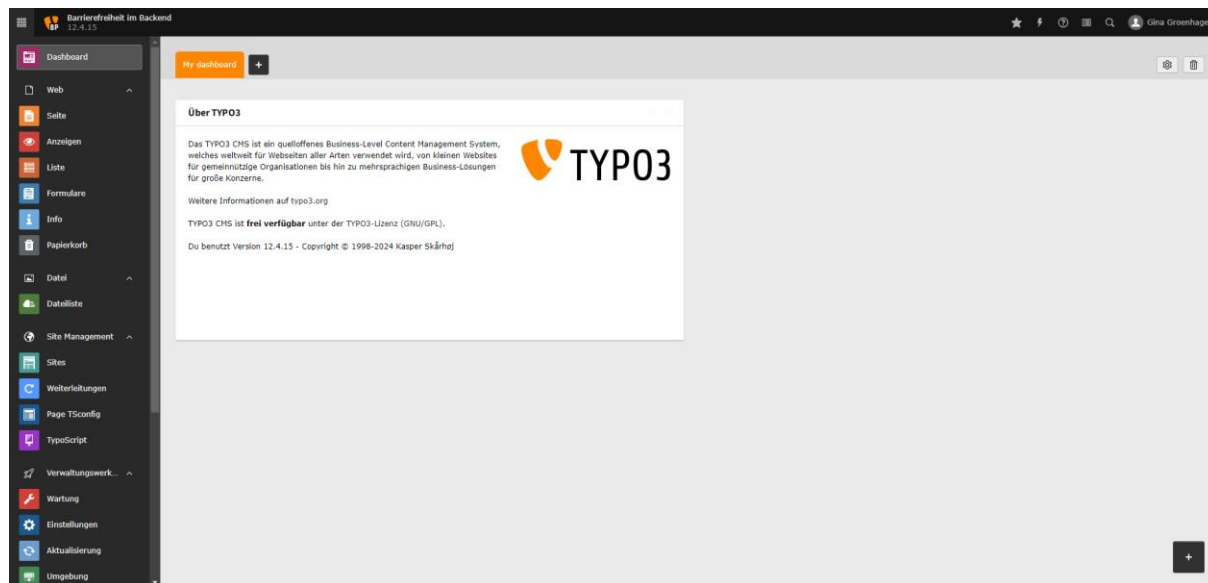 Barrierefreiheit im Backend
12.4.15
BP
Gina Groenhage
Dashboard
Web
Seite
Anzeigen
Liste
Formulare
Info
Papierkorb
Datei
Dateiliste
Site Management
Sites
Weiterleitungen
Page TSconfig
TypoScript
Verwaltungswerk...
Wartung
Einstellungen
Aktualisierung
Umgebung
My dashboard
+
Über TYPO3
Das TYPO3 CMS ist ein quelloffenes Business-Level Content Management System,
welches weltweit für Webseiten aller Arten verwendet wird, von kleinen Websites
für gemeinnützige Organisationen bis hin zu mehrsprachigen Business-Lösungen
für große Konzerne.
Weitere Informationen auf typo3.org
TYPO3 CMS ist frei verfügbar unter der TYPO3-Lizenz (GNU/GPL).
Du benutzt Version 12.4.15 - Copyright © 1998-2024 Kasper Skårhøj
TYPO3
+